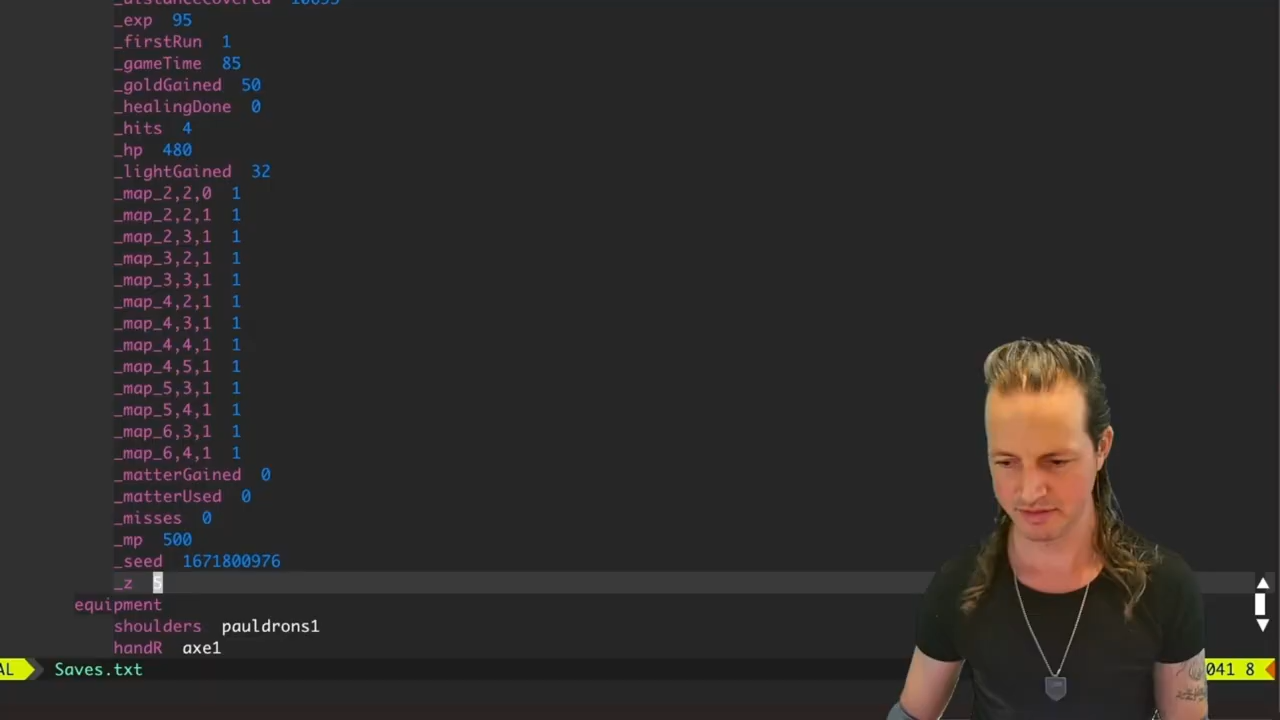 _exp 95
_firstRun 1
_gameTime 85
_goldGained 50
_healingDone 0
_hits 4
_hp 480
_lightGained 32
_map_2,2,0 1
_map_2,2,1 1
_map_2,3,1 1
_map_3,2,1 1
_map_3,3,1 1
_map_4,2,1 1
_map_4,3,1 1
_map_4,4,1 1
_map_4,5,1 1
_map_5,3,1 1
_map_5,4,1 1
_map_6,3,1 1
_map_6,4,1 1
_matterGained 0
_matterUsed 0
_misses 0
_mp 500
_seed 1671800976
_z 5
equipment
shoulders pauldrons1
handR axe1
AL Saves.txt 041 8